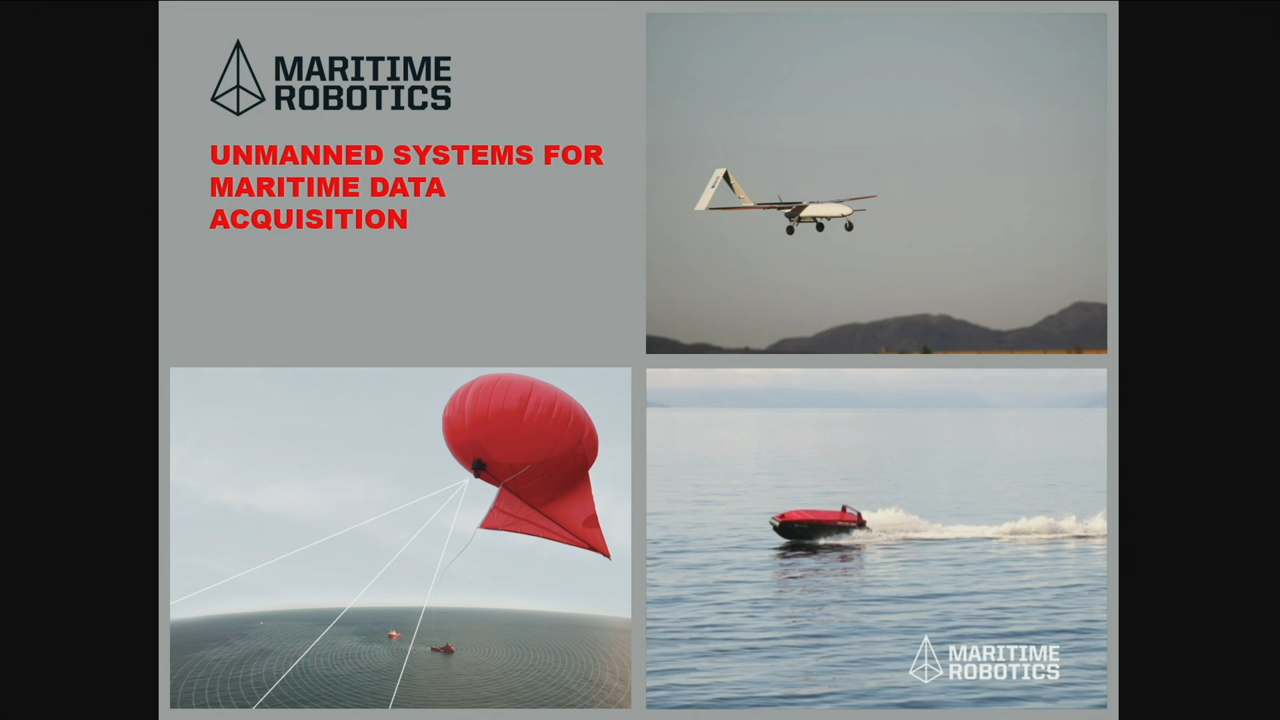 MARITIME
ROBOTICS
UNMANNED SYSTEMS FOR
MARITIME DATA
ACQUISITION
MARITIME
ROBOTICS